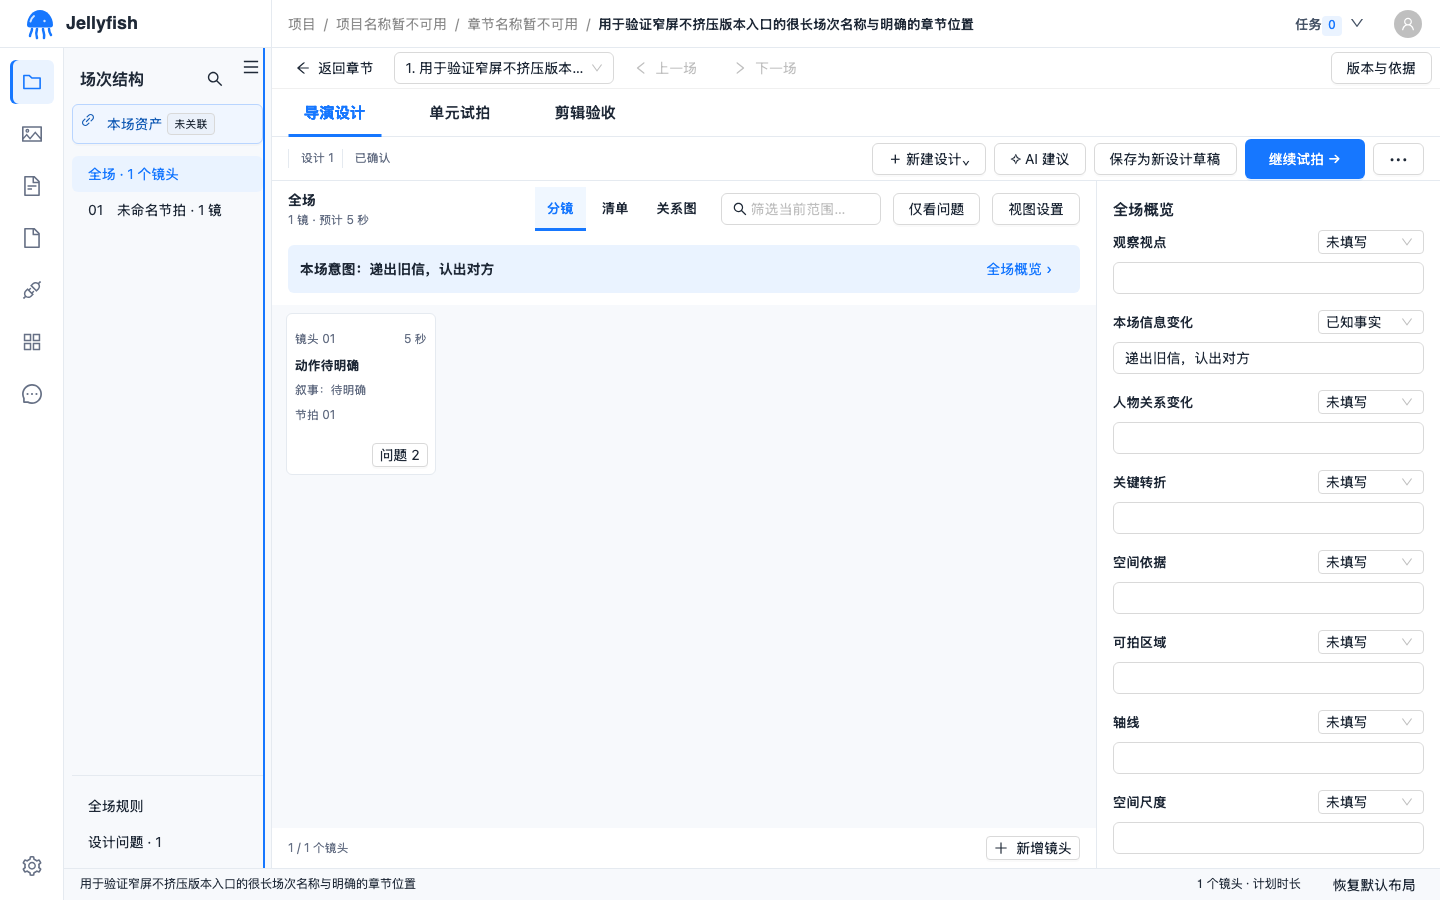 Jellyfish
项目 / 项目名称暂不可用 / 章节名称暂不可用 / 用于验证窄屏不挤压版本入口的很长场次名称与明确的章节位置
任务 0
场次结构
返回章节
1. 用于验证窄屏不挤压版本...
上一场
下一场
版本与依据
本场资产 未关联
全场 · 1 个镜头
01 未命名节拍 · 1 镜
导演设计
单元试拍
剪辑验收
设计 1
已确认
新建设计
AI 建议
保存为新设计草稿
继续试拍 →
全场
1 镜 · 预计 5 秒
分镜
清单
关系图
筛选当前范围...
仅看问题
视图设置
本场意图：递出旧信，认出对方
全场概览 ›
镜头 01 5 秒
动作待明确
叙事：待明确
节拍 01
问题 2
全场概览
观察视点 未填写
本场信息变化 已知事实
递出旧信，认出对方
人物关系变化 未填写
关键转折 未填写
空间依据 未填写
可拍区域 未填写
轴线 未填写
空间尺度 未填写
全场规则
设计问题 · 1
1 / 1 个镜头
新增镜头
用于验证窄屏不挤压版本入口的很长场次名称与明确的章节位置
1 个镜头 · 计划时长
恢复默认布局